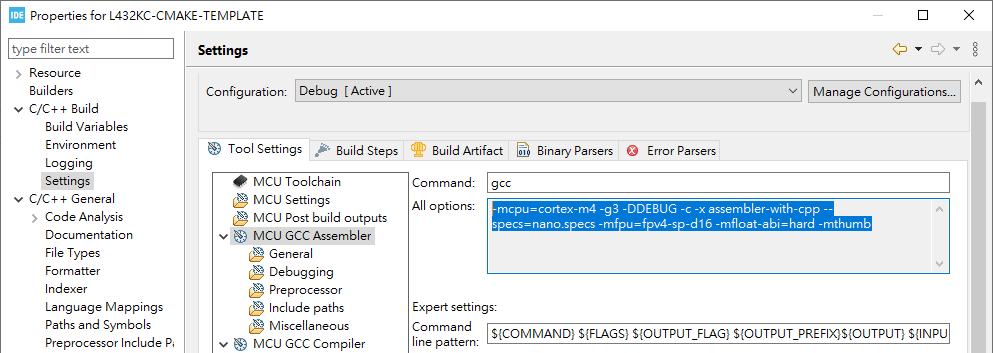 IDE Properties for L432KC-CMAKE-TEMPLATE
type filter text
Resource
Builders
C/C++ Build
Build Variables
Environment
Logging
Settings
C/C++ General
Code Analysis
Documentation
File Types
Formatter
Indexer
Language Mappings
Paths and Symbols
Preprocessor Include Pa
Settings
Configuration: Debug [ Active ] Manage Configurations...
Tool Settings Build Steps Build Artifact Binary Parsers Error Parsers
MCU Toolchain
MCU Settings
MCU Post build outputs
MCU GCC Assembler
General
Debugging
Preprocessor
Include paths
Miscellaneous
MCU GCC Compiler
Command: gcc
All options: -mcpu=cortex-m4 -g3 -DDEBUG -c -x assembler-with-cpp --
specs=nano.specs -mfpu=fpv4-sp-d16 -mfloat-abi=hard -mthumb
Expert settings:
Command
line pattern: ${COMMAND} ${FLAGS} ${OUTPUT_FLAG} ${OUTPUT_PREFIX}${OUTPUT} ${INPU